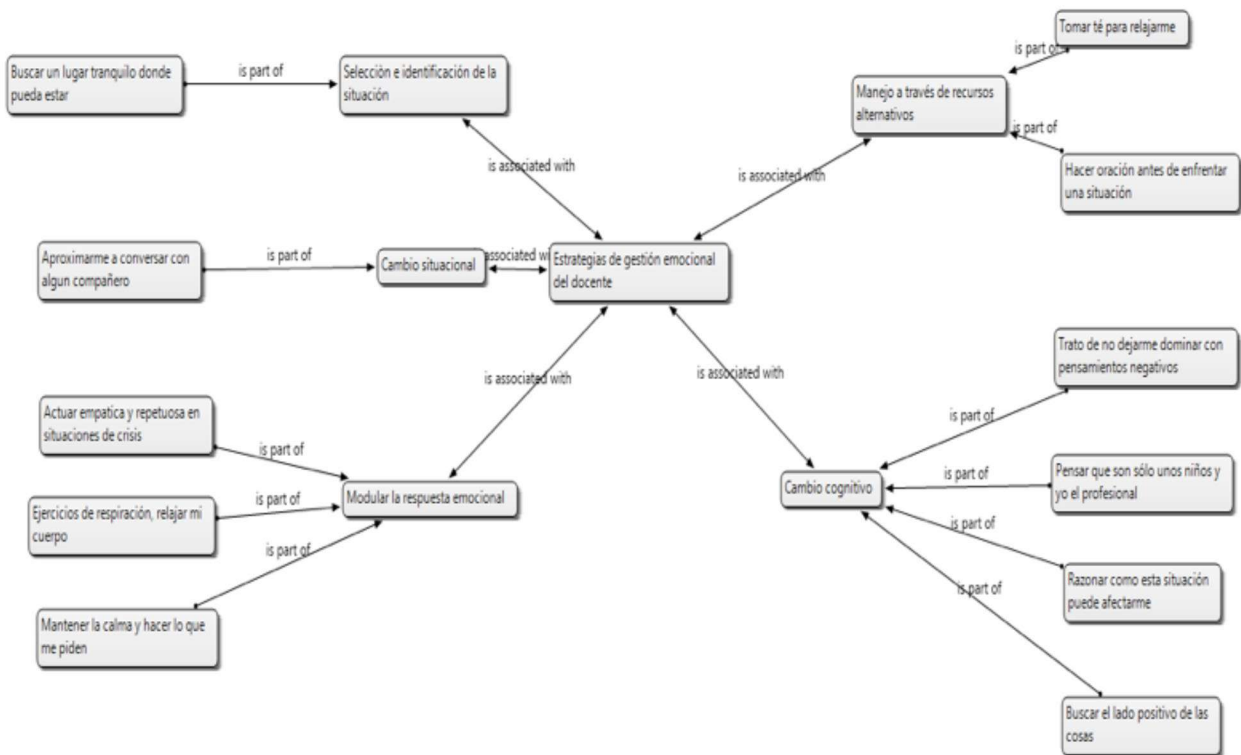 Tomar té para relajarme
is part of
Buscar un lugar tranquilo donde
pueda estar
is part of
Selección e identificación de la
situación
Manejo a través de recursos
alternativos
is part of
Hacer oración antes de enfrentar
una situación
is associated with
is associated with
Aproximarme a conversar con
algun compañero
is part of
Cambio situacional
associated
Estrategias de gestión emocional
del docente
is associated with
is associated with
Trato de no dejarme dominar con
pensamientos negativos
is part of
Actuar empatica y repetuosa en
situaciones de crisis
is part of
Modular la respuesta emocional
Ejercicios de respiración, relajar mi
cuerpo
is part of
is part of
Mantener la calma y hacer lo que
me piden
Cambio cognitivo
is part of
Pensar que son sólo unos niños y
yo el profesional
is part of
Razonar como esta situación
puede afectarme
is part of
Buscar el lado positivo de las
cosas